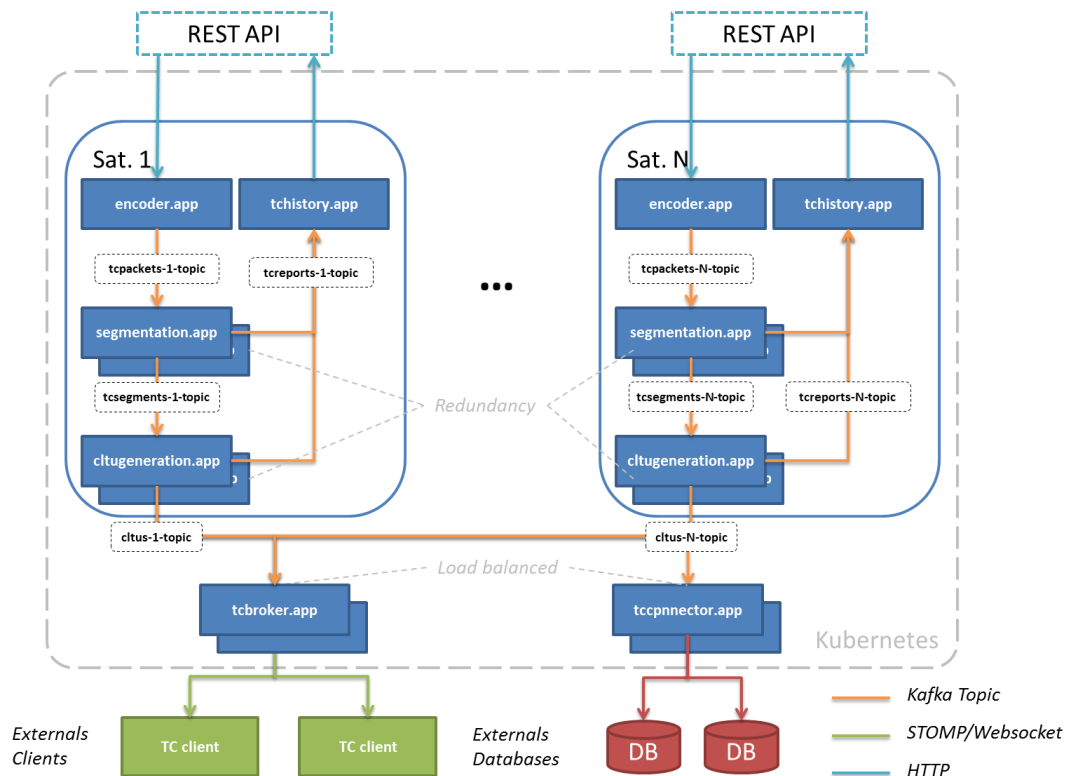 REST API
REST API
Sat. 1
Sat. N
encoder.app
tchistory.app
encoder.app
tchistory.app
tcpackets-1-topic
tcreports-1-topic
tcpackets-N-topic
...
segmentation.app
segmentation.app
tcsegments-1-topic
Redundancy
tcsegments-N-topic
tcreports-N-topic
cltugeneration.app
cltugeneration.app
cltus-1-topic
cltus-N-topic
Load balanced
tcbroker.app
tccpnnector.app
Kubernetes
Kafka Topic
Externals
Clients
TC client
TC client
Externals
Databases
DB
DB
STOMP/Websocket
HTTP